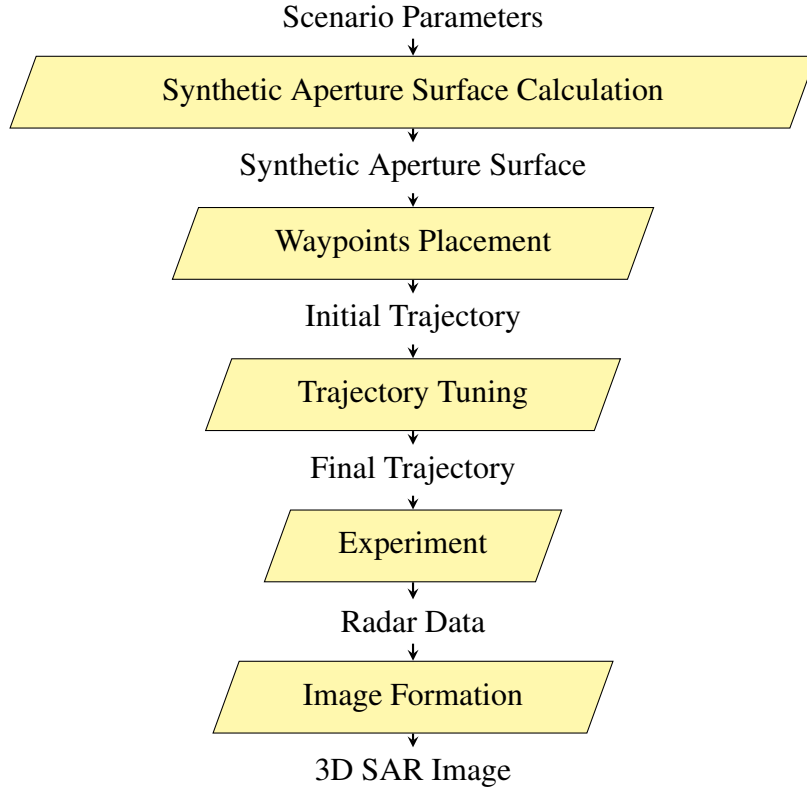 Scenario Parameters
Synthetic Aperture Surface Calculation
Synthetic Aperture Surface
Waypoints Placement
Initial Trajectory
Trajectory Tuning
Final Trajectory
Experiment
Radar Data
Image Formation
3D SAR Image